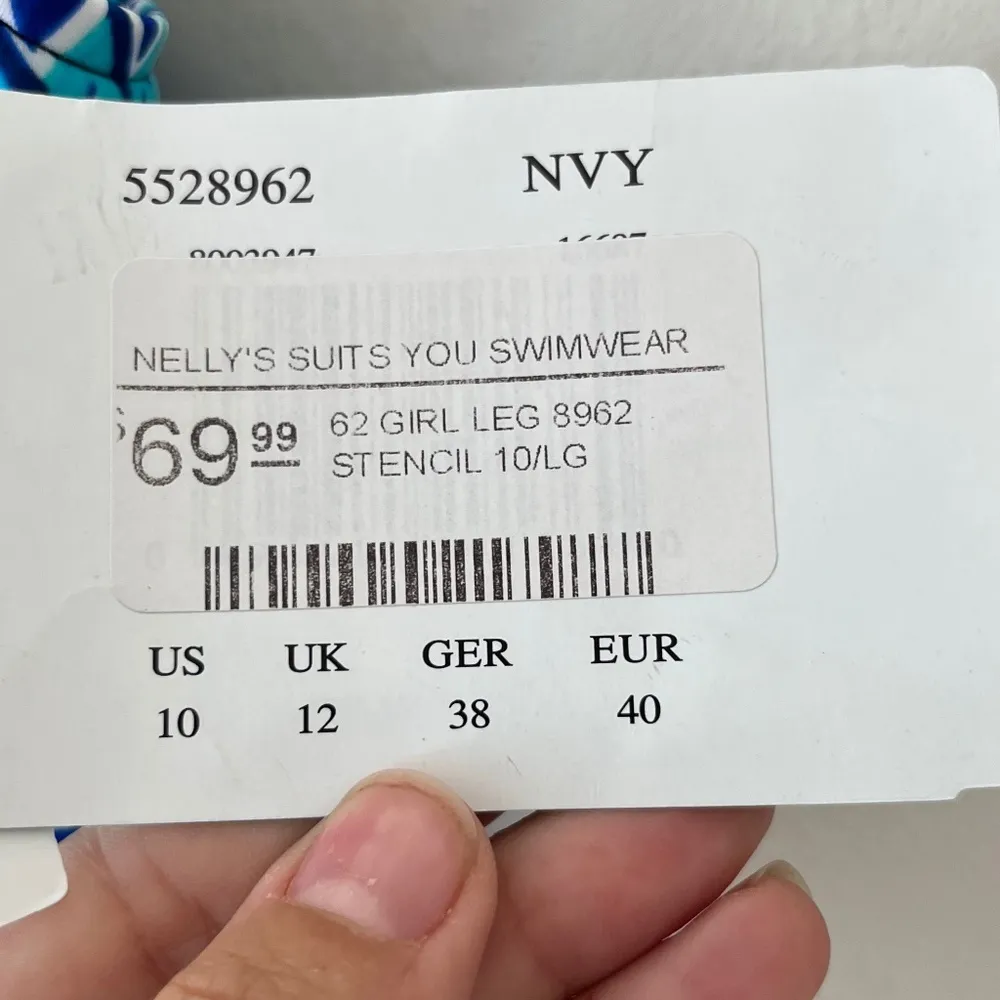 5528962 NVY
NELLY'S SUITS YOU SWIMWEAR
$69 99 62 GIRL LEG 8962
STENCIL 10/LG
US UK GER EUR
10 12 38 40